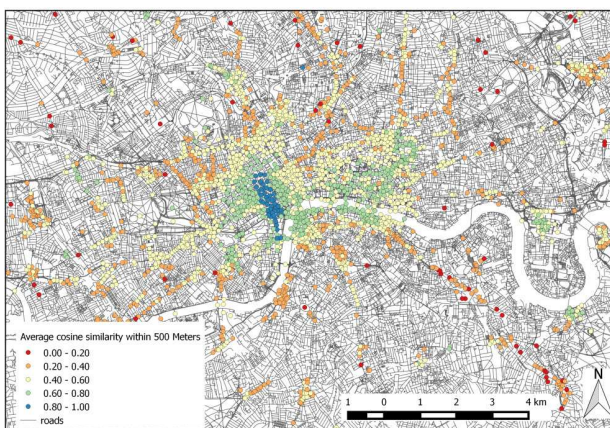 Average cosine similarity within 500 Meters
0.00 - 0.20
0.20 - 0.40
0.40 - 0.60
0.60 - 0.80
0.80 - 1.00
roads
1 0 1 2 3 4 km
N